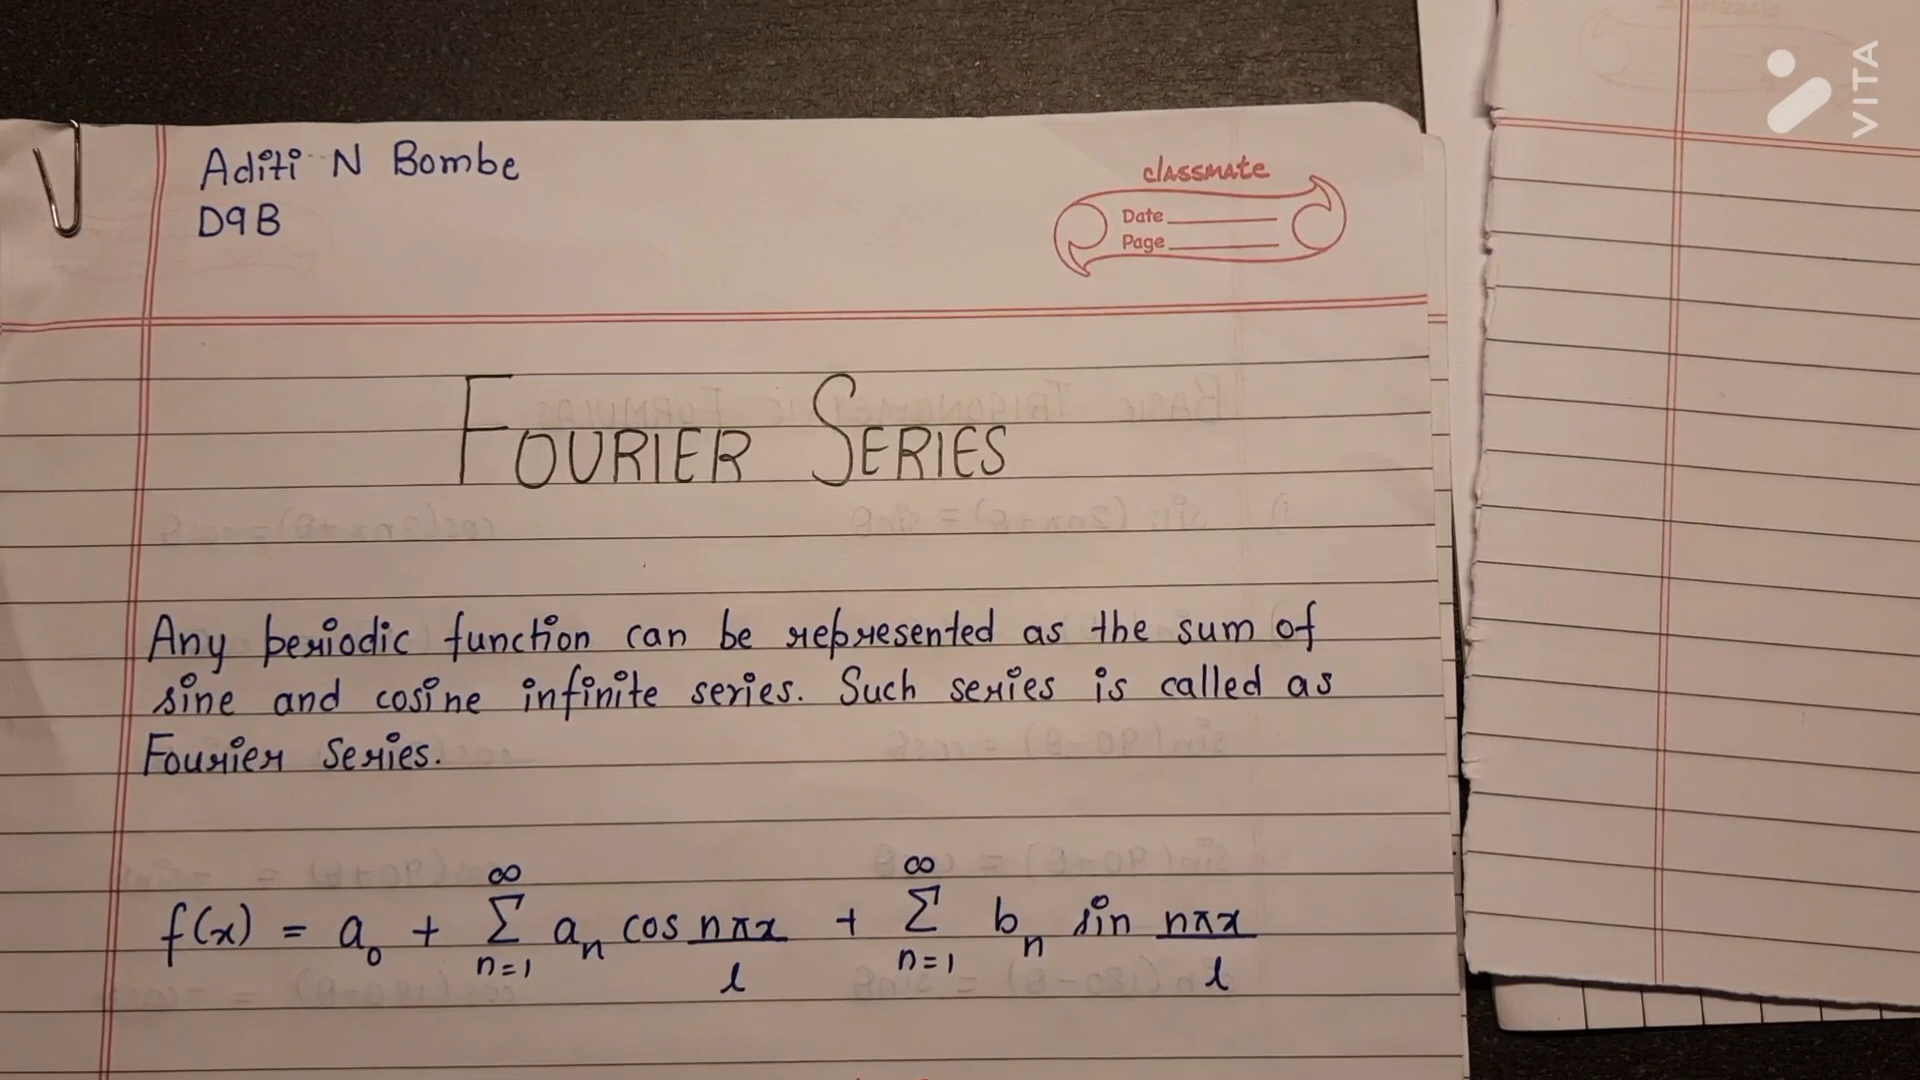 Aditi N Bombe
D9B
classmate
Date
Page
VITA
FOURIER SERIES
Any periodic function can be represented as the sum of
sine and cosine infinite series. Such series is called as
Fourier Series.
f(x) = a₀ + ∞Σn=1 aₙ cos nπx/l + ∞Σn=1 bₙ sin nπx/l